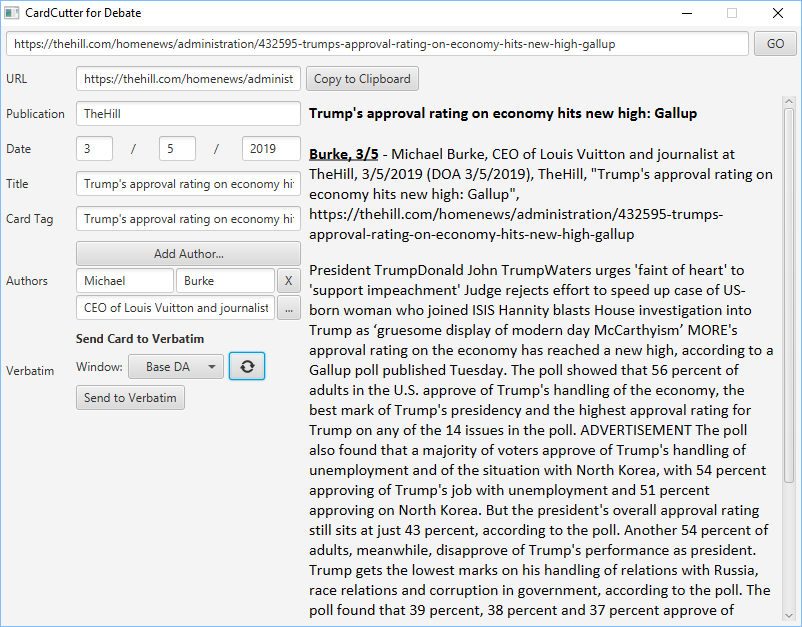 CardCutter for Debate
https://thehill.com/homenews/administration/432595-trumps-approval-rating-on-economy-hits-new-high-gallup
GO
URL
https://thehill.com/homenews/administ
Copy to Clipboard
Publication
TheHill
Date
3 / 5 / 2019
Title
Trump's approval rating on economy hi
Card Tag
Trump's approval rating on economy hi
Add Author...
Authors
Michael
Burke
X
CEO of Louis Vuitton and journalist
...
Send Card to Verbatim
Verbatim
Window:
Base DA
Send to Verbatim
Trump's approval rating on economy hits new high: Gallup
Burke, 3/5 - Michael Burke, CEO of Louis Vuitton and journalist at
TheHill, 3/5/2019 (DOA 3/5/2019), TheHill, "Trump's approval rating on
economy hits new high: Gallup",
https://thehill.com/homenews/administration/432595-trumps-
approval-rating-on-economy-hits-new-high-gallup
President TrumpDonald John TrumpWaters urges 'faint of heart' to
'support impeachment' Judge rejects effort to speed up case of US-
born woman who joined ISIS Hannity blasts House investigation into
Trump as ‘gruesome display of modern day McCarthyism’ MORE's
approval rating on the economy has reached a new high, according to a
Gallup poll published Tuesday. The poll showed that 56 percent of
adults in the U.S. approve of Trump's handling of the economy, the
best mark of Trump's presidency and the highest approval rating for
Trump on any of the 14 issues in the poll. ADVERTISEMENT The poll
also found that a majority of voters approve of Trump's handling of
unemployment and of the situation with North Korea, with 54 percent
approving of Trump's job with unemployment and 51 percent
approving on North Korea. But the president's overall approval rating
still sits at just 43 percent, according to the poll. Another 54 percent of
adults, meanwhile, disapprove of Trump's performance as president.
Trump gets the lowest marks on his handling of relations with Russia,
race relations and corruption in government, according to the poll. The
poll found that 39 percent, 38 percent and 37 percent approve of